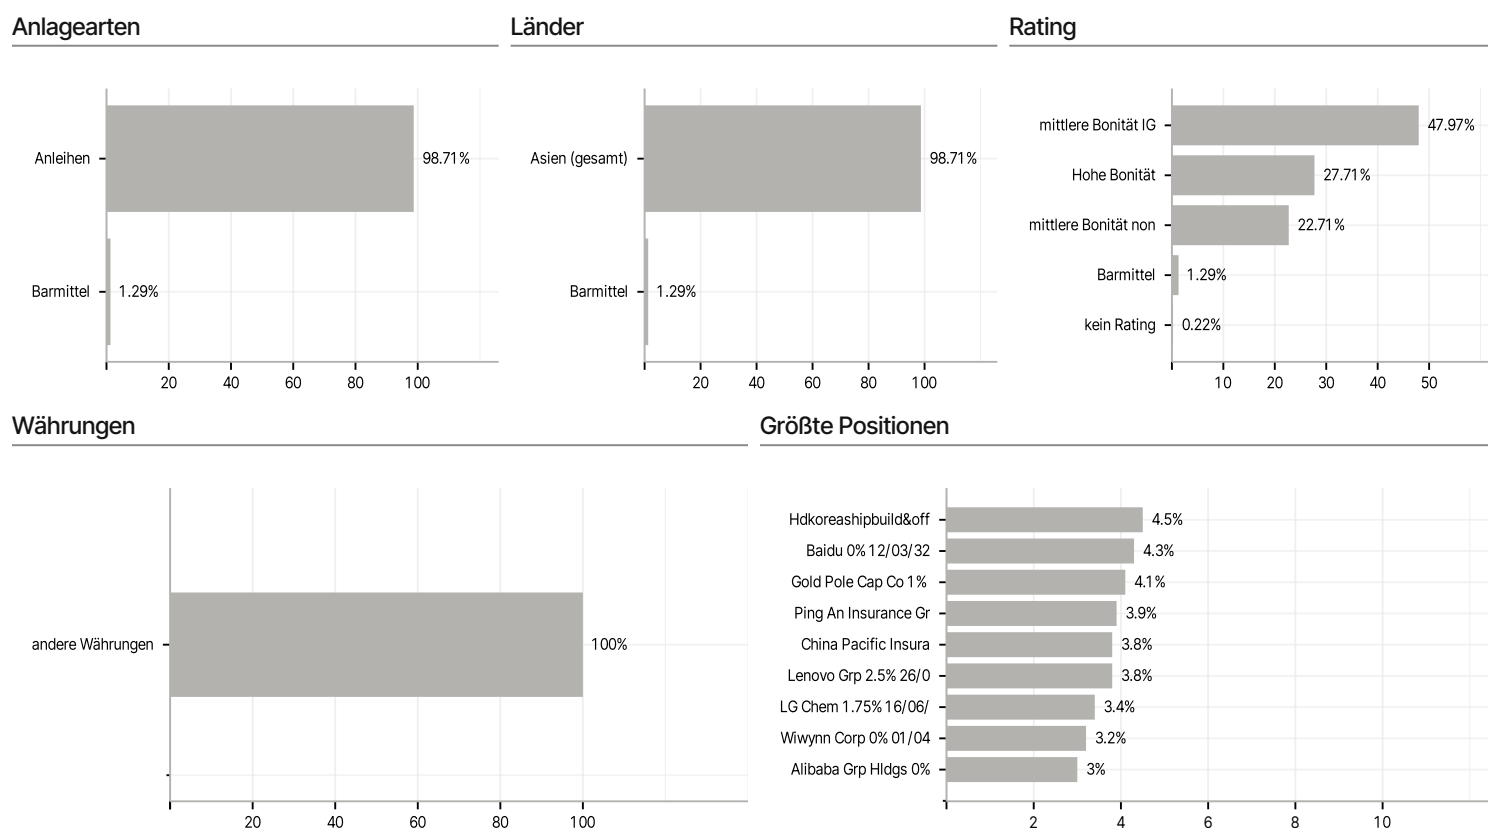 Anlagearten
Anleihen
98.71%
Barmittel
1.29%
20 40 60 80 100
Länder
Asien (gesamt)
98.71%
Barmittel
1.29%
20 40 60 80 100
Rating
mittlere Bonität IG
47.97%
Hohe Bonität
27.71%
mittlere Bonität non
22.71%
Barmittel
1.29%
kein Rating
0.22%
10 20 30 40 50
Währungen
andere Währungen
100%
20 40 60 80 100
Größte Positionen
Hdkoreashipbuild&off
4.5%
Baidu 0% 12/03/32
4.3%
Gold Pole Cap Co 1%
4.1%
Ping An Insurance Gr
3.9%
China Pacific Insura
3.8%
Lenovo Grp 2.5% 26/0
3.8%
LG Chem 1.75% 16/06/
3.4%
Wiwynn Corp 0% 01/04
3.2%
Alibaba Grp Hldgs 0%
3%
2 4 6 8 10